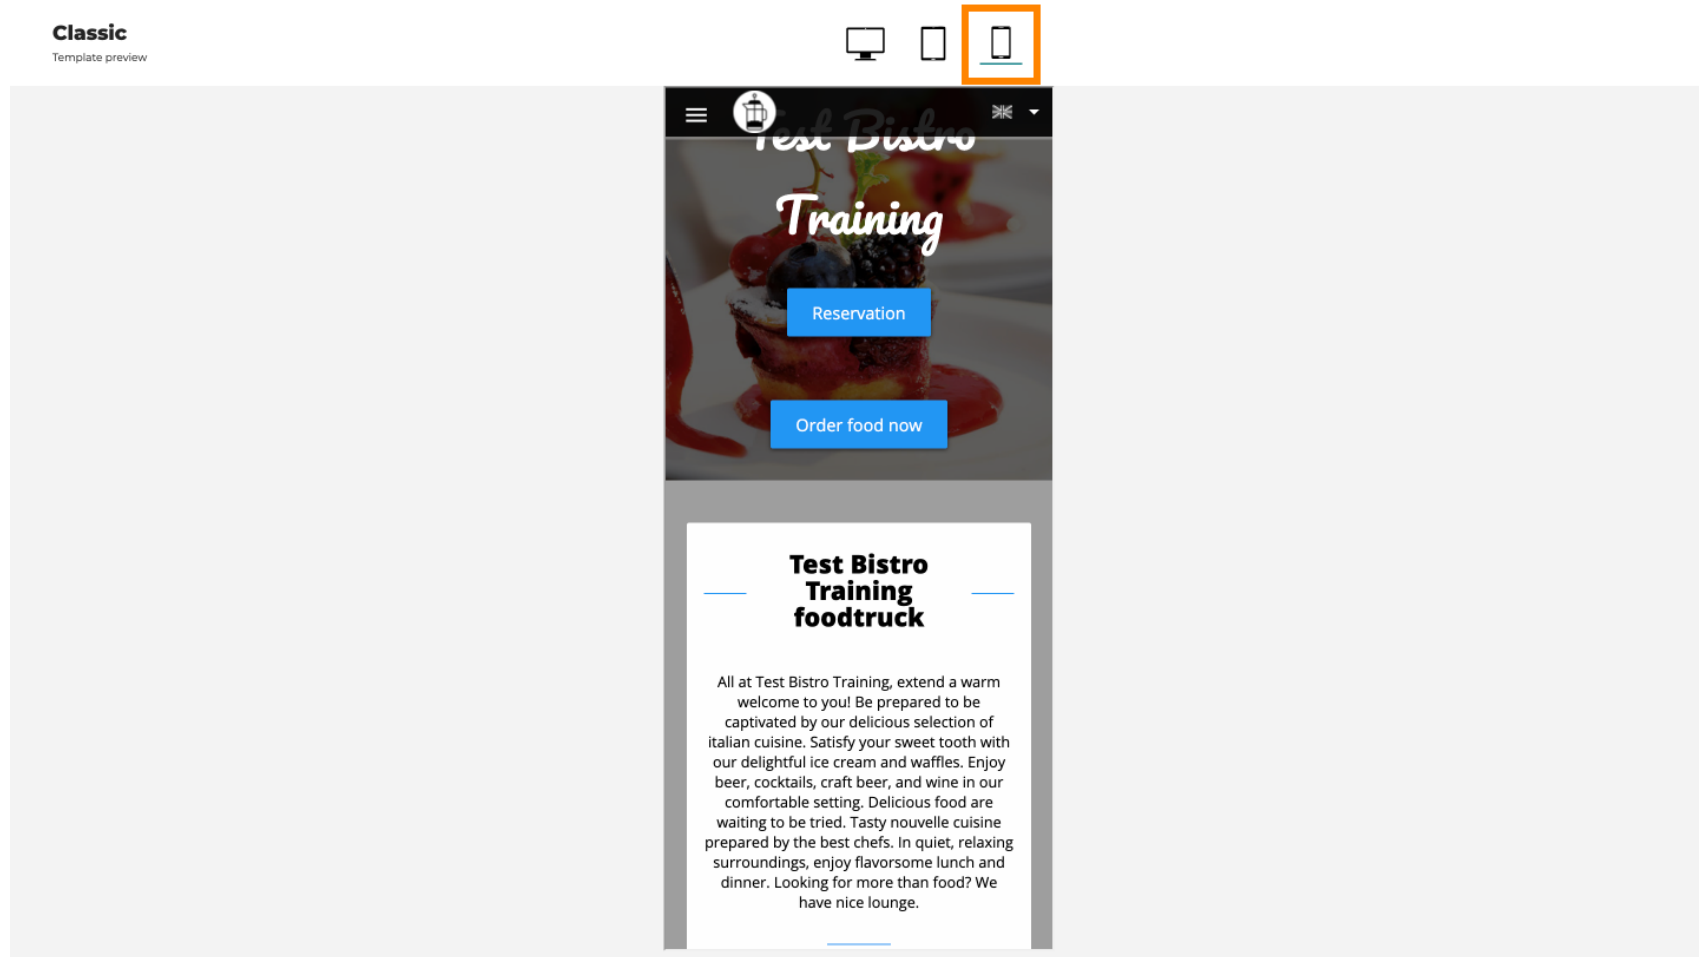 Classic
Template preview
Test Bistro
Training
Reservation
Order food now
Test Bistro
Training
foodtruck
All at Test Bistro Training, extend a warm
welcome to you! Be prepared to be
captivated by our delicious selection of
italian cuisine. Satisfy your sweet tooth with
our delightful ice cream and waffles. Enjoy
beer, cocktails, craft beer, and wine in our
comfortable setting. Delicious food are
waiting to be tried. Tasty nouvelle cuisine
prepared by the best chefs. In quiet, relaxing
surroundings, enjoy flavorsome lunch and
dinner. Looking for more than food? We
have nice lounge.